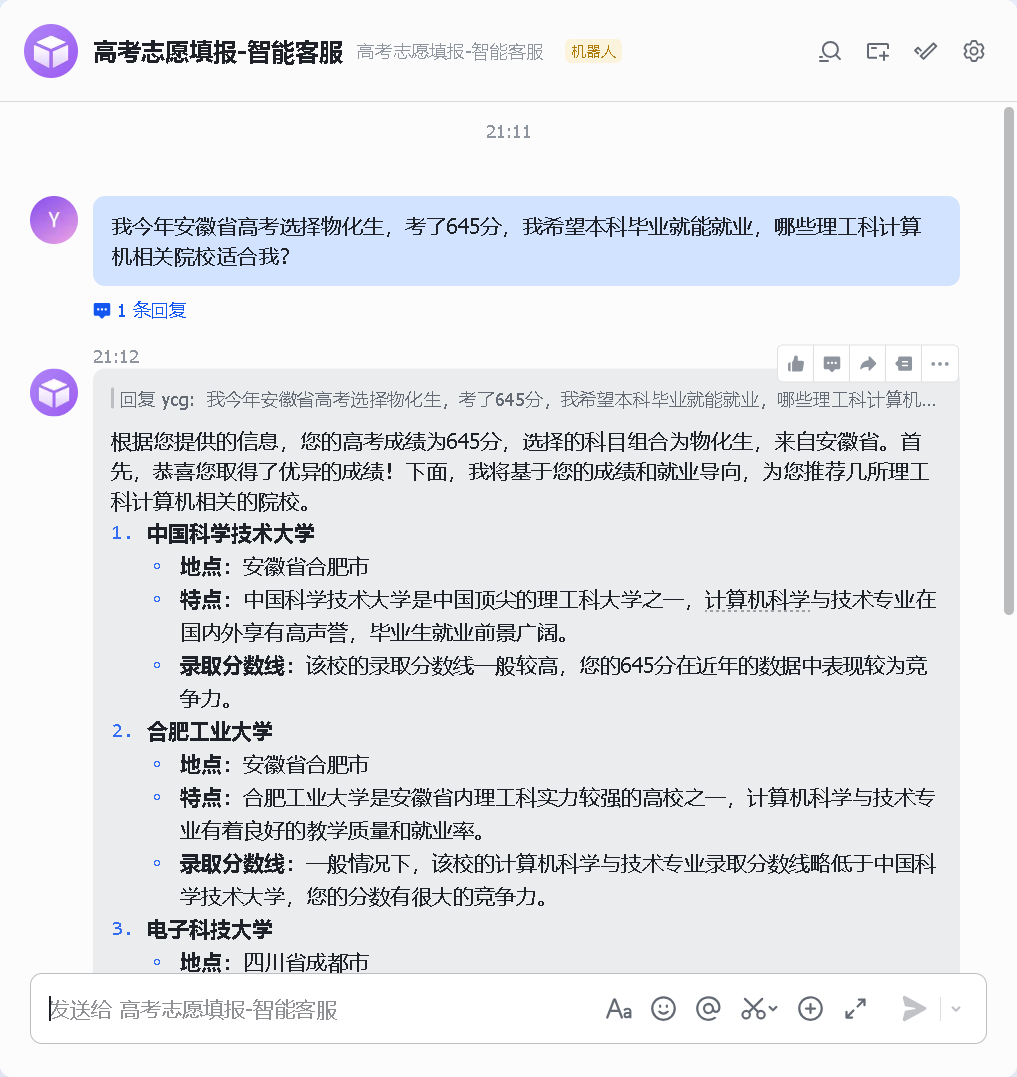 高考志愿填报-智能客服 高考志愿填报-智能客服 机器人
21:11
Y
我今年安徽省高考选择物化生，考了645分，我希望本科毕业就能就业，哪些理工科计算
机相关院校适合我?
1 条回复
21:12
回复 ycg: 我今年安徽省高考选择物化生，考了645分，我希望本科毕业就能就业，哪些理工科计算机...
根据您提供的信息，您的高考成绩为645分，选择的科目组合为物化生，来自安徽省。首
先，恭喜您取得了优异的成绩！下面，我将基于您的成绩和就业导向，为您推荐几所理工
科计算机相关的院校。
1. 中国科学技术大学
地点：安徽省合肥市
特点：中国科学技术大学是中国顶尖的理工科大学之一，计算机科学与技术专业在
国内外享有高声誉，毕业生就业前景广阔。
录取分数线：该校的录取分数线一般较高，您的645分在近年的数据中表现较为竞
争力。
2. 合肥工业大学
地点：安徽省合肥市
特点：合肥工业大学是安徽省内理工科实力较强的高校之一，计算机科学与技术专
业有着良好的教学质量和就业率。
录取分数线：一般情况下，该校的计算机科学与技术专业录取分数线略低于中国科
学技术大学，您的分数有很大的竞争力。
3. 电子科技大学
地点：四川省成都市
发送给 高考志愿填报-智能客服
Aa